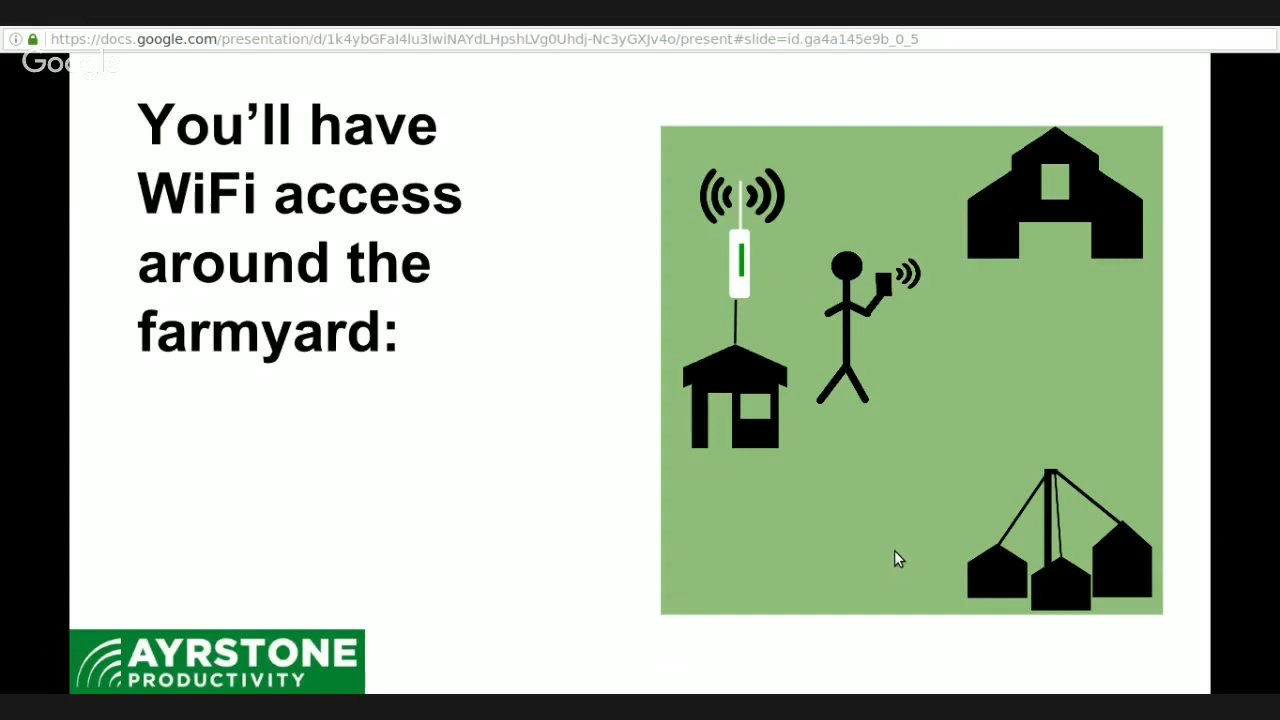 https://docs.google.com/presentation/d/1k4ybGFaI4lu3lwiNAYdLHpshLVg0Uhdj-Nc3yGXJv4o/present#slide=id.ga4a145e9b_0_5
Google
You’ll have
WiFi access
around the
farmyard:
AYRSTONE
PRODUCTIVITY